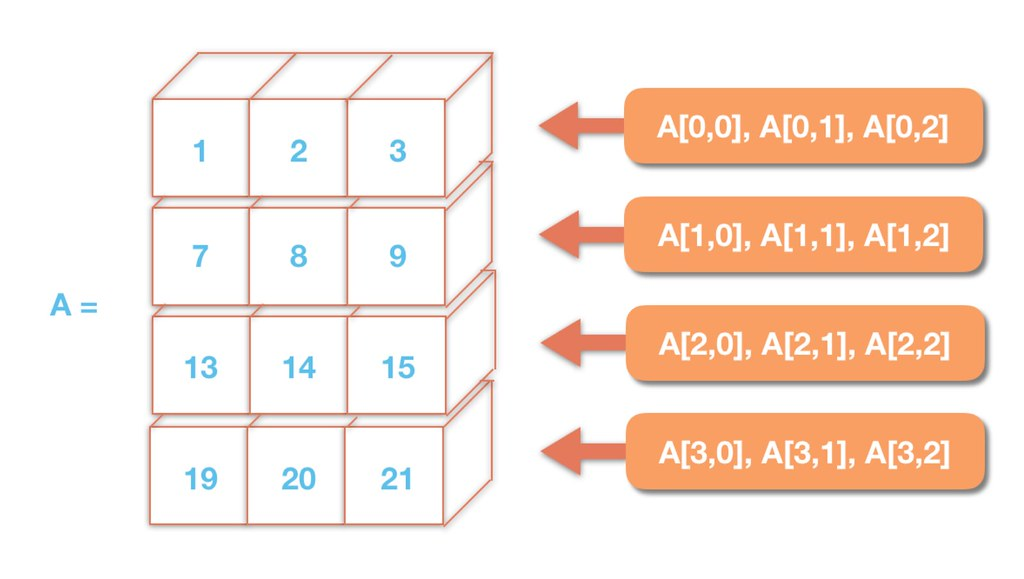 1 2 3
A[0,0], A[0,1], A[0,2]
7 8 9
A[1,0], A[1,1], A[1,2]
A =
13 14 15
A[2,0], A[2,1], A[2,2]
19 20 21
A[3,0], A[3,1], A[3,2]